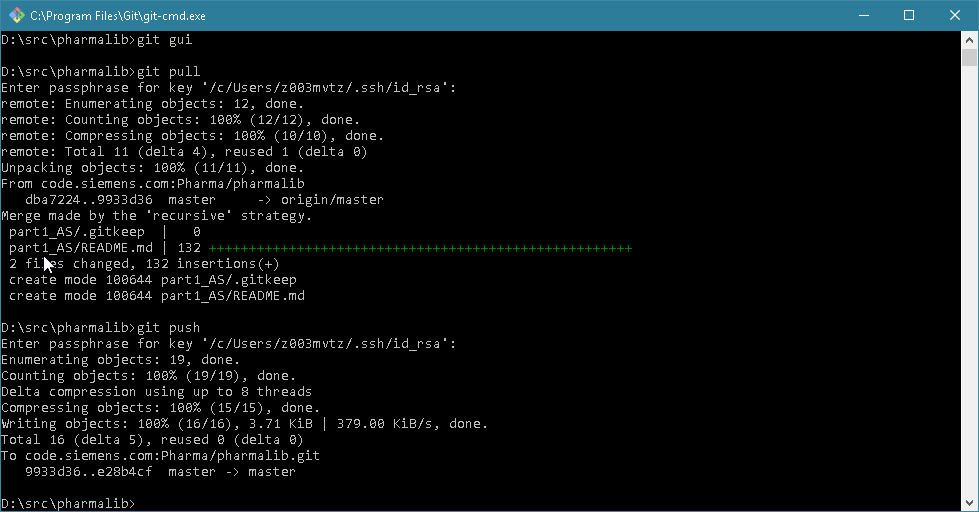 C:\Program Files\Git\git-cmd.exe
D:\src\pharmalib>git gui
D:\src\pharmalib>git pull
Enter passphrase for key '/c/Users/z003mvtz/.ssh/id_rsa':
remote: Enumerating objects: 12, done.
remote: Counting objects: 100% (12/12), done.
remote: Compressing objects: 100% (10/10), done.
remote: Total 11 (delta 4), reused 1 (delta 0)
Unpacking objects: 100% (11/11), done.
From code.siemens.com:Pharma/pharmalib
   dba7224..9933d36  master     -> origin/master
Merge made by the 'recursive' strategy.
 part1_AS/.gitkeep  |   0
 part1_AS/README.md | 132 +++++++++++++++++++++++++++++++++++++++++++++++++++++
 2 files changed, 132 insertions(+)
 create mode 100644 part1_AS/.gitkeep
 create mode 100644 part1_AS/README.md
D:\src\pharmalib>git push
Enter passphrase for key '/c/Users/z003mvtz/.ssh/id_rsa':
Enumerating objects: 19, done.
Counting objects: 100% (19/19), done.
Delta compression using up to 8 threads
Compressing objects: 100% (15/15), done.
Writing objects: 100% (16/16), 3.71 KiB | 379.00 KiB/s, done.
Total 16 (delta 5), reused 0 (delta 0)
To code.siemens.com:Pharma/pharmalib.git
   9933d36..e28b4cf  master -> master
D:\src\pharmalib>